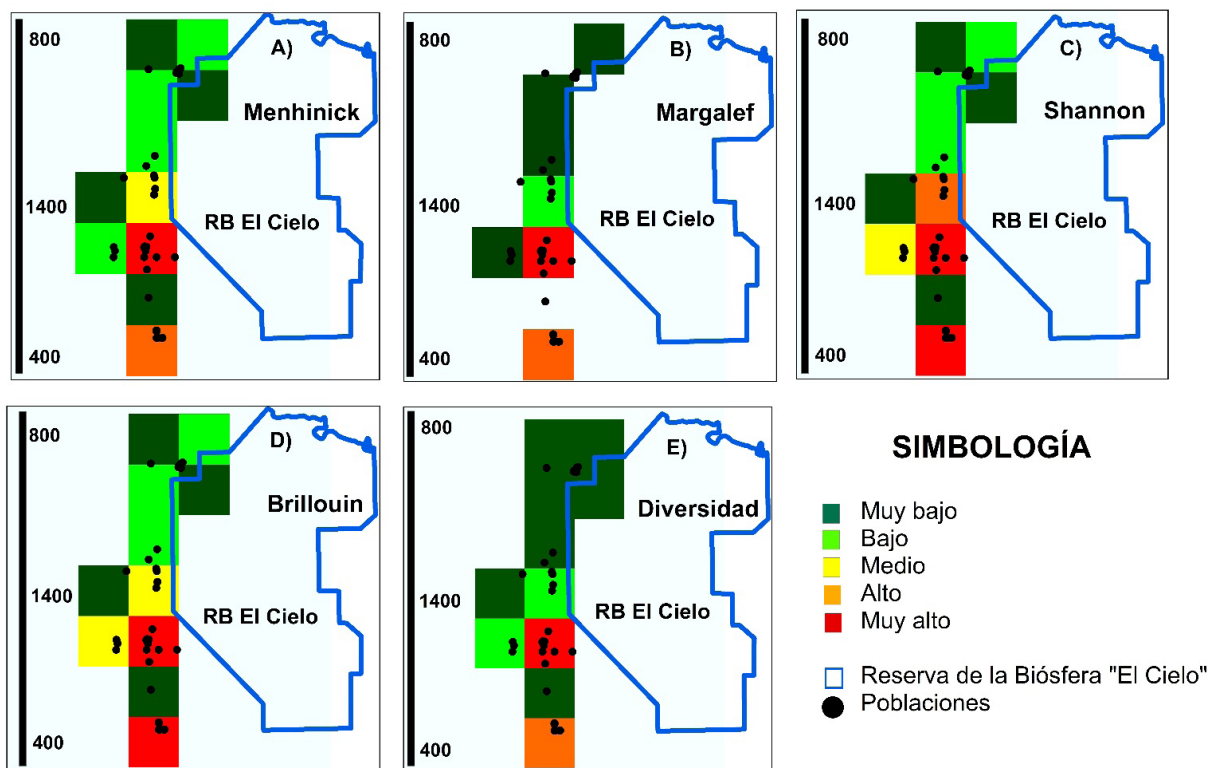 800
A)
Menhinick
1400
RB El Cielo
400
800
B)
Margalef
1400
RB El Cielo
400
800
C)
Shannon
1400
RB El Cielo
400
800
D)
Brillouin
1400
RB El Cielo
400
800
E)
Diversidad
1400
RB El Cielo
400
SIMBOLOGÍA
Muy bajo
Bajo
Medio
Alto
Muy alto
Reserva de la Biósfera "El Cielo"
Poblaciones